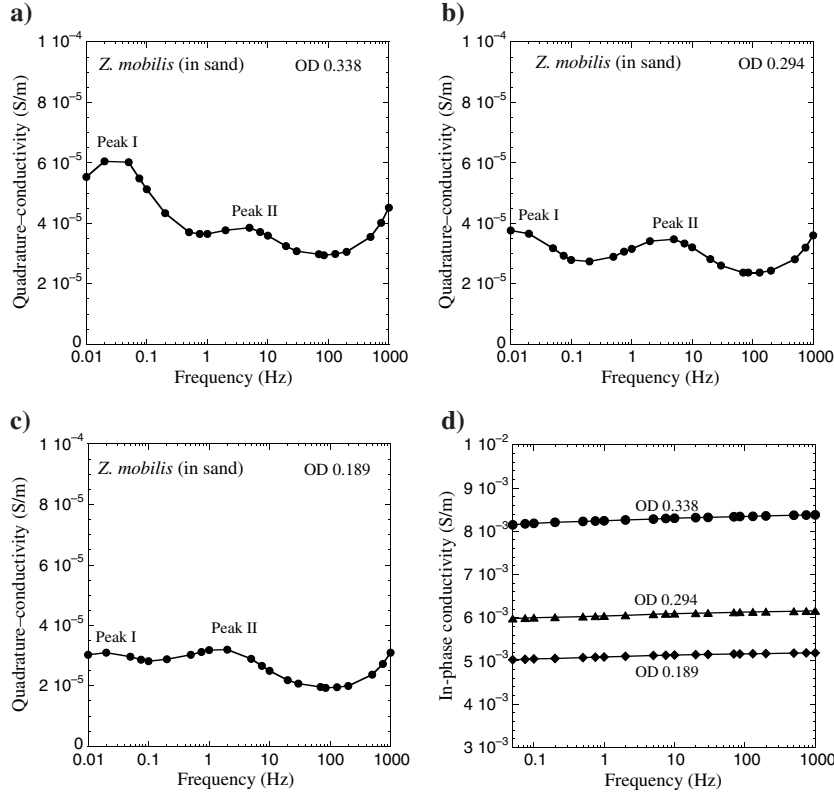 a)
1 10⁻⁴
8 10⁻⁵
6 10⁻⁵
4 10⁻⁵
2 10⁻⁵
0
Quadrature–conductivity (S/m)
Z. mobilis (in sand) OD 0.338
Peak I
Peak II
0.01 0.1 1 10 100 1000
Frequency (Hz)
b)
1 10⁻⁴
8 10⁻⁵
6 10⁻⁵
4 10⁻⁵
2 10⁻⁵
0
Quadrature–conductivity (S/m)
Z. mobilis (in sand) OD 0.294
Peak I
Peak II
0.01 0.1 1 10 100 1000
Frequency (Hz)
c)
1 10⁻⁴
8 10⁻⁵
6 10⁻⁵
4 10⁻⁵
2 10⁻⁵
0
Quadrature–conductivity (S/m)
Z. mobilis (in sand) OD 0.189
Peak I
Peak II
0.01 0.1 1 10 100 1000
Frequency (Hz)
d)
1 10⁻²
9 10⁻³
8 10⁻³
7 10⁻³
6 10⁻³
5 10⁻³
4 10⁻³
3 10⁻³
In-phase conductivity (S/m)
OD 0.338
OD 0.294
OD 0.189
0.1 1 10 100 1000
Frequency (Hz)